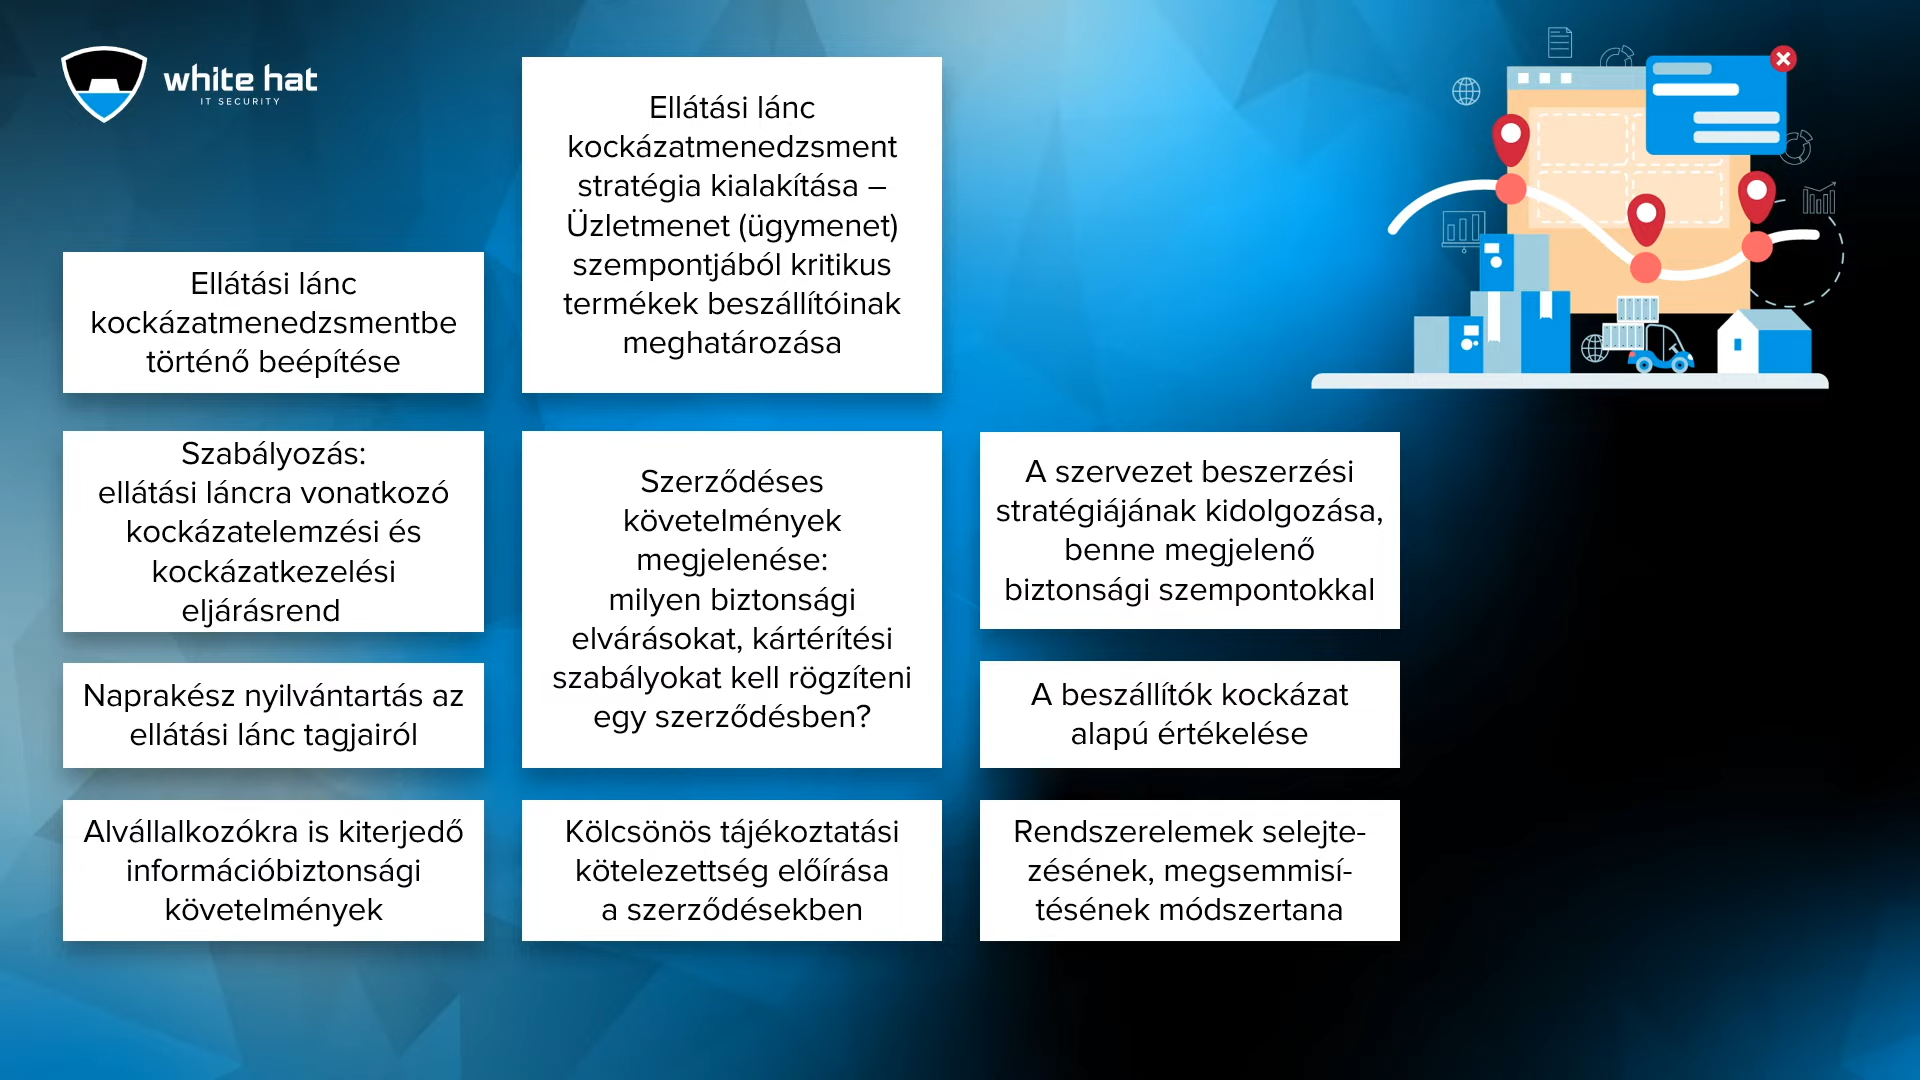 white hat
IT SECURITY
Ellátási lánc
kockázatmenedzsmentbe
történő beépítése
Szabályozás:
ellátási láncra vonatkozó
kockázatelemzési és
kockázatkezelési
eljárásrend
Naprakész nyilvántartás az
ellátási lánc tagjairól
Alvállalkozókra is kiterjedő
információbiztonsági
követelmények
Ellátási lánc
kockázatmenedzsment
stratégia kialakítása –
Üzletmenet (ügymenet)
szempontjából kritikus
termékek beszállítóinak
meghatározása
Szerződéses
követelmények
megjelenése:
milyen biztonsági
elvárásokat, kártérítési
szabályokat kell rögzíteni
egy szerződésben?
Kölcsönös tájékoztatási
kötelezettség előírása
a szerződésekben
A szervezet beszerzési
stratégiájának kidolgozása,
benne megjelenő
biztonsági szempontokkal
A beszállítók kockázat
alapú értékelése
Rendszerelemek selejte-
zésének, megsemmisí-
tésének módszertana